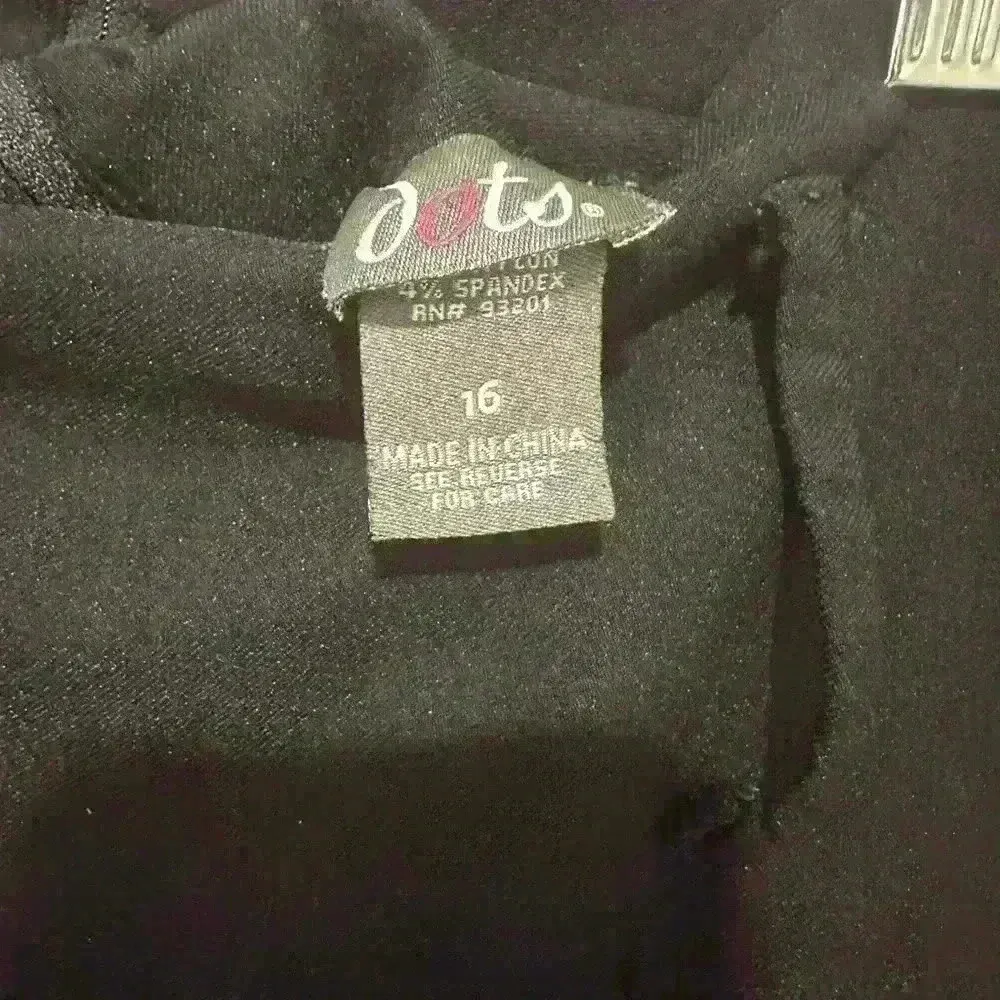 dots.®
4% SPANDEX
RN# 93201
16
MADE IN CHINA
SEE REVERSE
FOR CARE